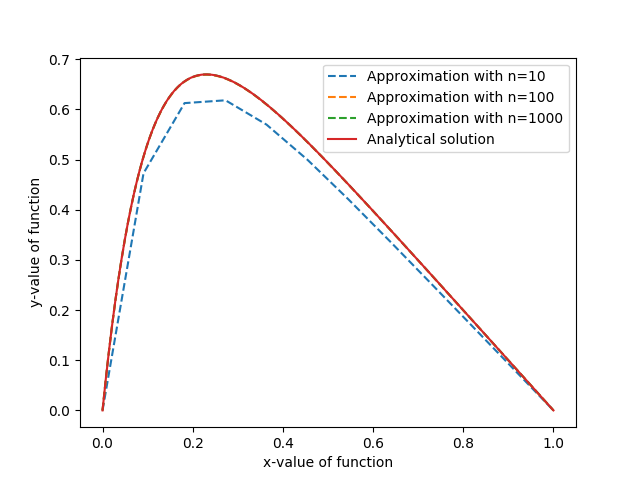 0.7
0.6
0.5
0.4
0.3
0.2
0.1
0.0
y-value of function
Approximation with n=10
Approximation with n=100
Approximation with n=1000
Analytical solution
0.0 0.2 0.4 0.6 0.8 1.0
x-value of function